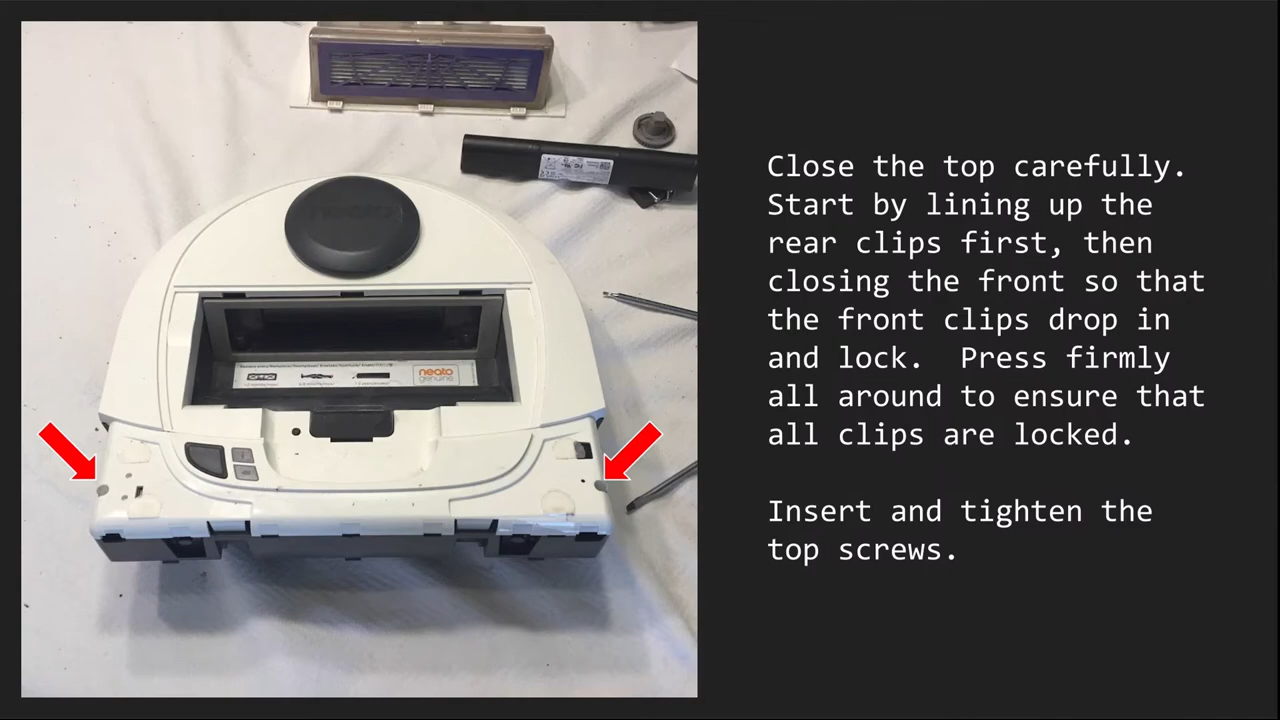 neato
neato
genuine
Close the top carefully.
Start by lining up the
rear clips first, then
closing the front so that
the front clips drop in
and lock.  Press firmly
all around to ensure that
all clips are locked.
Insert and tighten the
top screws.